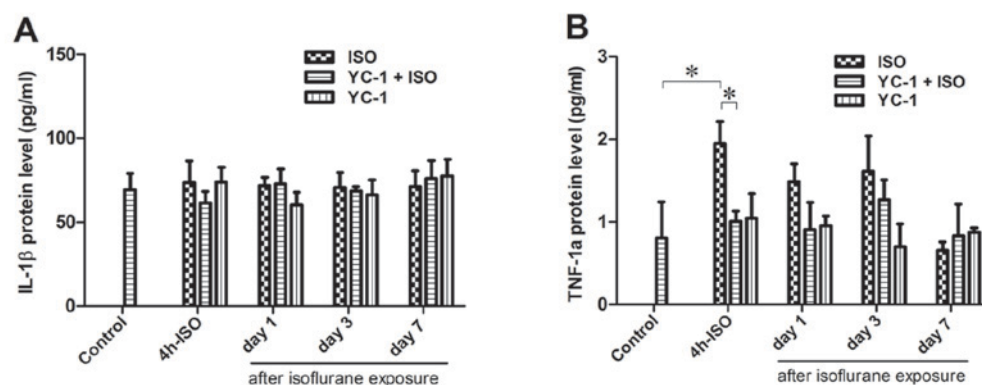 A
IL-1β protein level (pg/ml)
150
100
50
0
ISO
YC-1 + ISO
YC-1
Control
4h-ISO
day 1
day 3
day 7
after isoflurane exposure
B
TNF-1a protein level (pg/ml)
3
2
1
0
ISO
YC-1 + ISO
YC-1
*
*
Control
4h-ISO
day 1
day 3
day 7
after isoflurane exposure